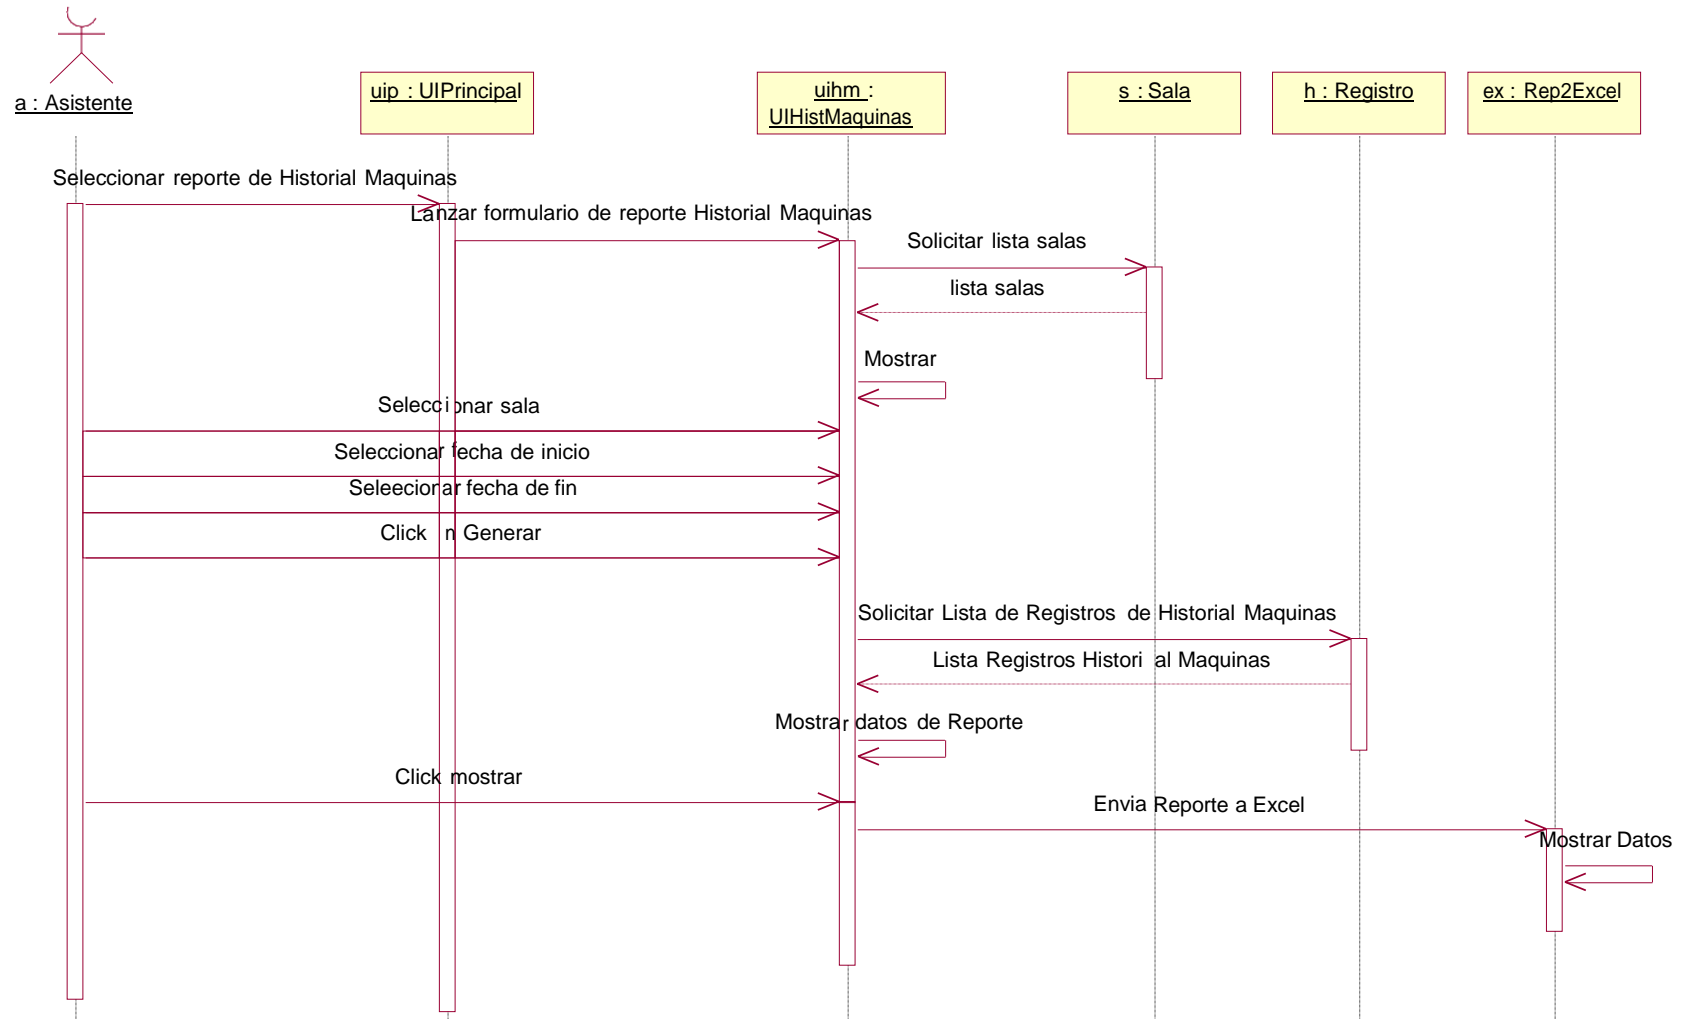 a : Asistente
uip : UIPrincipal
uihm :
UIHistMaquinas
s : Sala
h : Registro
ex : Rep2Excel
Seleccionar reporte de Historial Maquinas
Lanzar formulario de reporte Historial Maquinas
Solicitar lista salas
lista salas
Mostrar
Seleccionar sala
Seleccionar fecha de inicio
Seleecionar fecha de fin
Click n Generar
Solicitar Lista de Registros de Historial Maquinas
Lista Registros Histori al Maquinas
Mostrar datos de Reporte
Click mostrar
Envia Reporte a Excel
Mostrar Datos